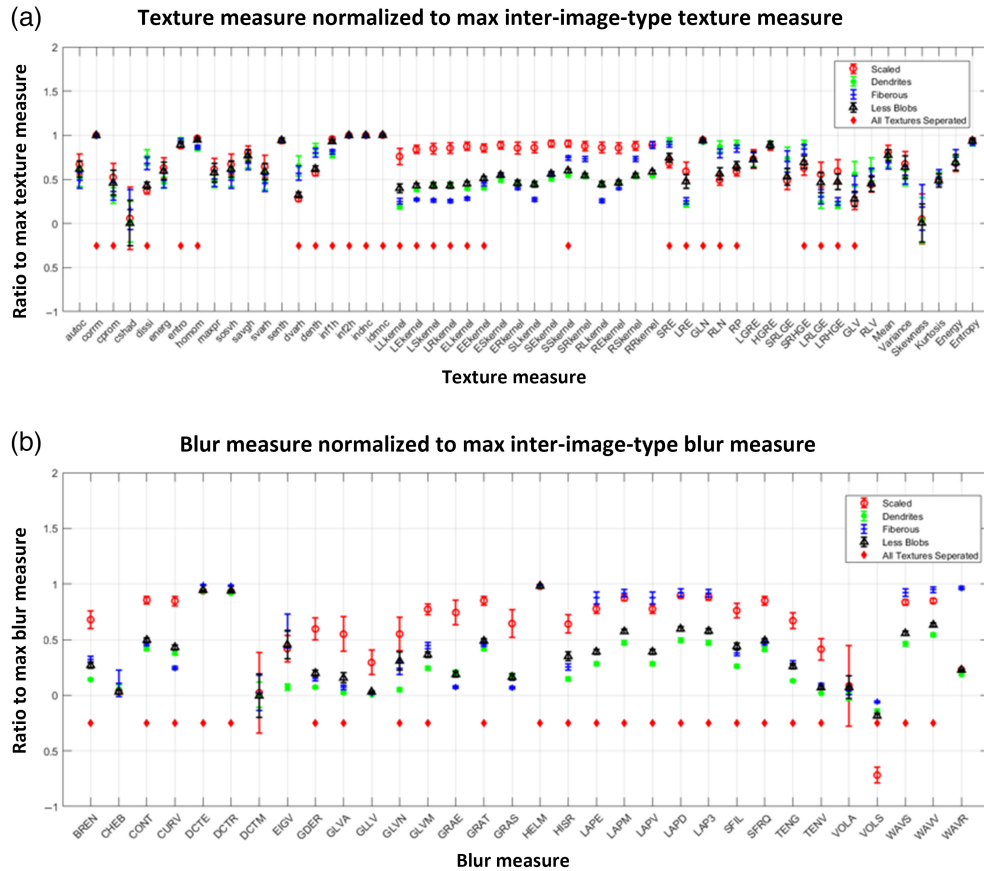 (a)
Texture measure normalized to max inter-image-type texture measure
Ratio to max texture measure
2
1.5
1
0.5
0
0.5
−1
Scaled
Dendrites
Fiberous
Less Blobs
All Textures Seperated
autoc corrm cprom cshad dissi energ entro homom maxpr sosvh savgh svarh senth dvarh denth inf1h inf2h indnc idmnc LLkernel LEkernel LSkernel LRkernel ELkernel EEkernel ESkernel ERkernel SLkernel SEkernel SSkernel SRkernel RLkernel REkernel RSkernel RRkernel SRE LRE GLN RLN RP LGRE HGRE SRLGE SRHGE LRLGE LRHGE GLV RLV Mean Variance Skewness Kurtosis Energy Entropy
Texture measure
(b)
Blur measure normalized to max inter-image-type blur measure
Ratio to max blur measure
2
1.5
1
0.5
0
0.5
−1
Scaled
Dendrites
Fiberous
Less Blobs
All Textures Seperated
BREN CHEB CONT CURV DCTE DCTR DCTM EIGV GDER GLVA GLLV GLVN GLVM GRAE GRAT GRAS HELM HISR LAPE LAPM LAPV LAPD LAP3 SFIL SFRQ TENG TENV VOLA VOLS WAVS WAVV WAVR
Blur measure